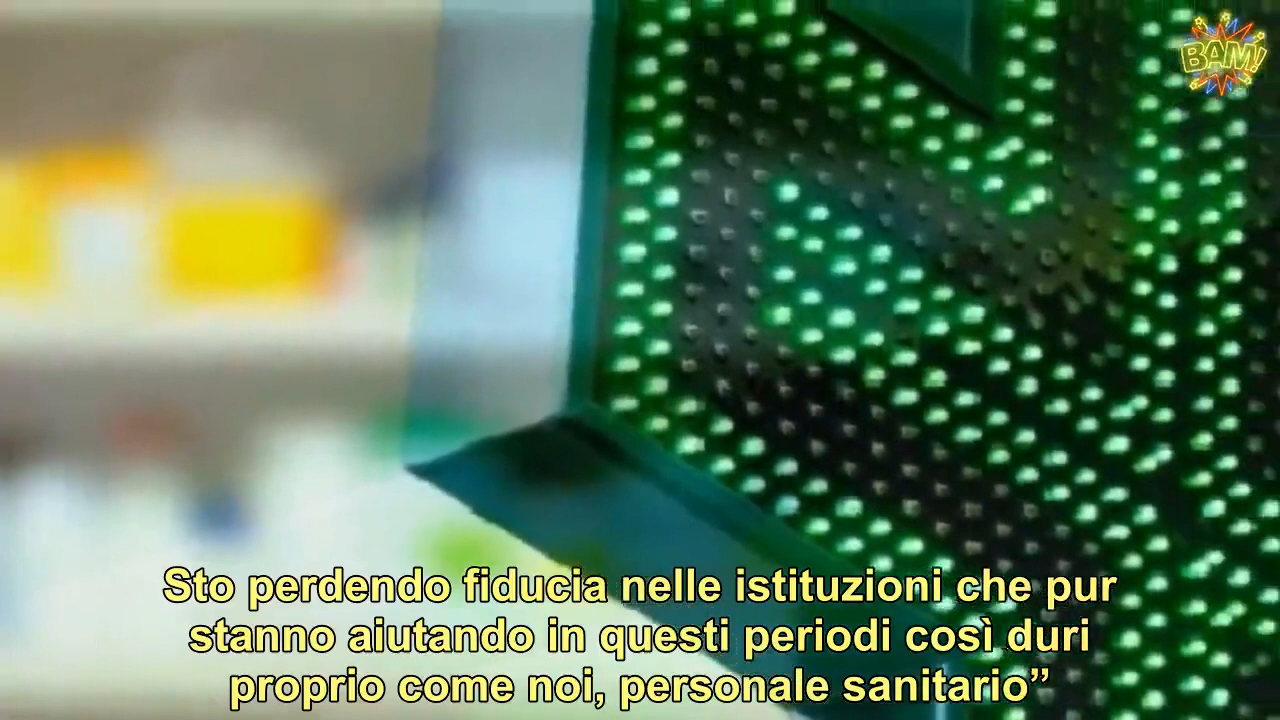 BAM!
Sto perdendo fiducia nelle istituzioni che pur
stanno aiutando in questi periodi così duri
proprio come noi, personale sanitario”